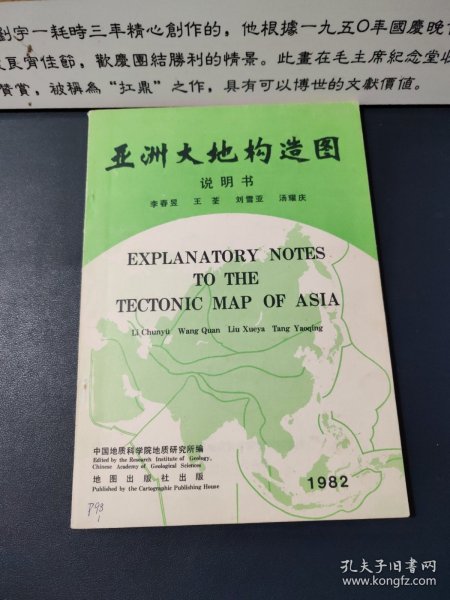 劉宇一耗時三年精心創作的，他根據一九五〇年國慶晚
良宵佳節，歡慶團結勝利的情景。此畫在毛主席紀念堂收
贊賞，被稱為“扛鼎”之作，具有可以博世的文獻價值。
亚洲大地构造图
说明书
李春昱 王荃 刘雪亚 汤耀庆
EXPLANATORY NOTES
TO THE
TECTONIC MAP OF ASIA
Li Chunyü Wang Quan Liu Xueya Tang Yaoqing
中国地质科学院地质研究所编
Edited by the Research Institute of Geology,
Chinese Academy of Geological Sciences
地图出版社出版
Published by the Cartographic Publishing House
1982
孔夫子旧书网
www.kongfz.com